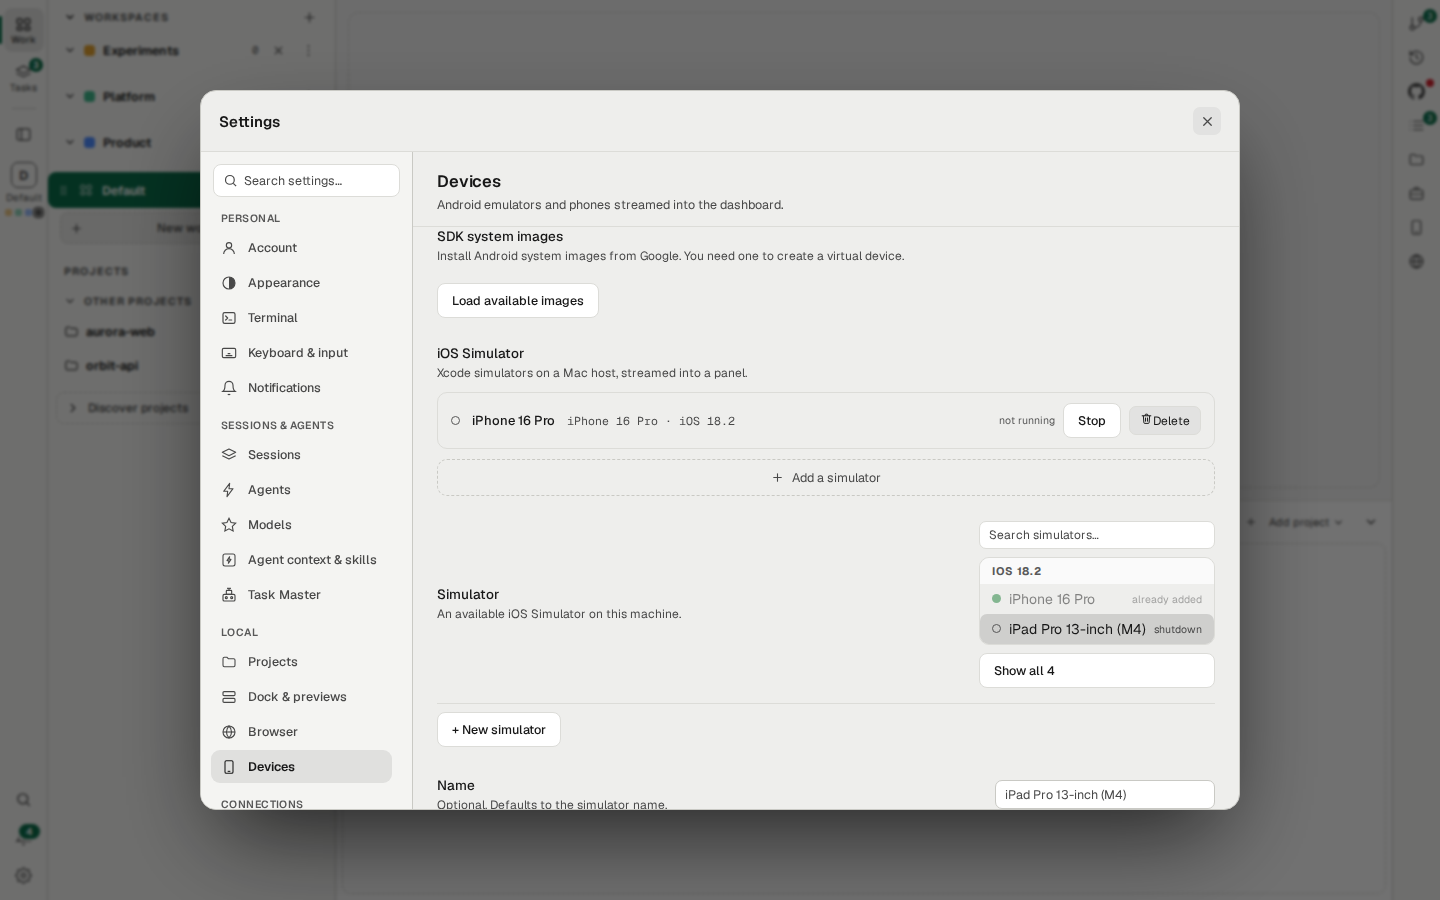 WORKSPACES
Work
Experiments
Tasks
Platform
Product
D
Default
Default
PROJECTS
OTHER PROJECTS
aurora-web
orbit-api
Discover projects
Add project
Settings
Search settings…
PERSONAL
Account
Appearance
Terminal
Keyboard & input
Notifications
SESSIONS & AGENTS
Sessions
Agents
Models
Agent context & skills
Task Master
LOCAL
Projects
Dock & previews
Browser
Devices
CONNECTIONS
Devices
Android emulators and phones streamed into the dashboard.
SDK system images
Install Android system images from Google. You need one to create a virtual device.
Load available images
iOS Simulator
Xcode simulators on a Mac host, streamed into a panel.
iPhone 16 Pro iPhone 16 Pro · iOS 18.2 not running Stop Delete
+ Add a simulator
Search simulators…
IOS 18.2
iPhone 16 Pro already added
iPad Pro 13-inch (M4) shutdown
Show all 4
Simulator
An available iOS Simulator on this machine.
+ New simulator
Name
Optional. Defaults to the simulator name.
iPad Pro 13-inch (M4)